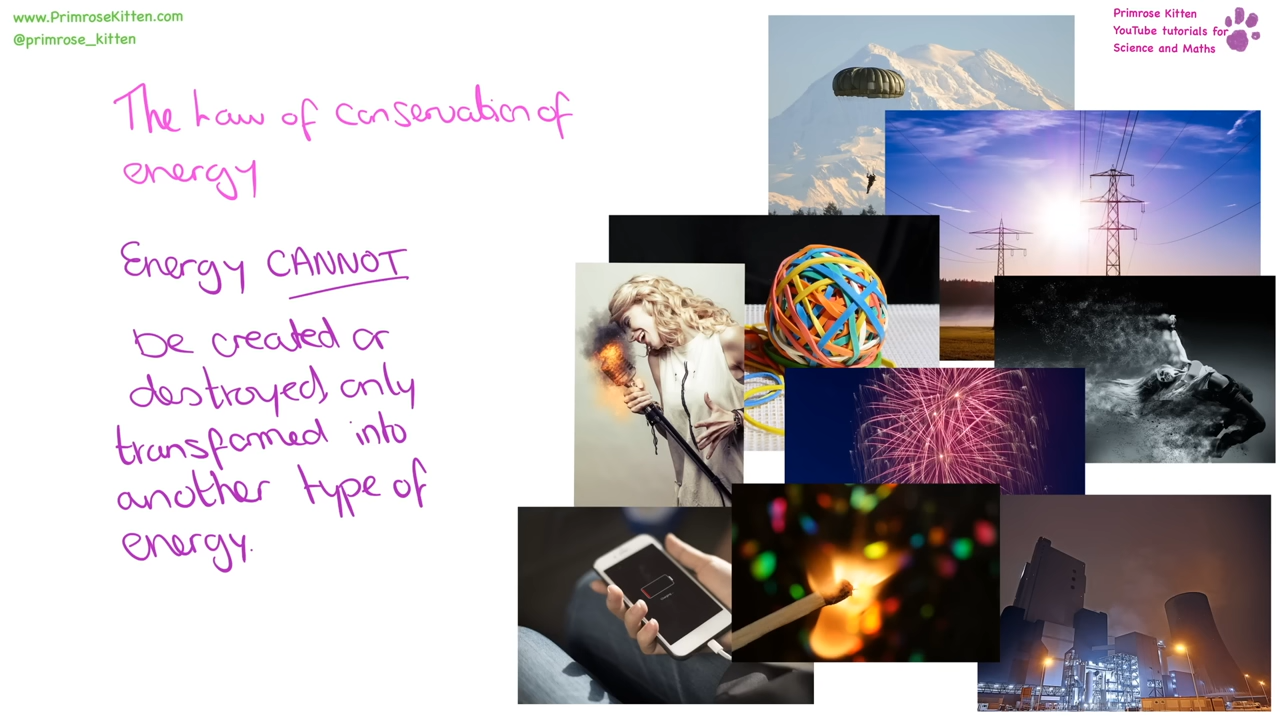 www.PrimroseKitten.com
@primrose_kitten
Primrose Kitten
YouTube tutorials for
Science and Maths
The Law of conservation of
energy
Energy CANNOT
be created or
destroyed, only
transformed into
another type of
energy.